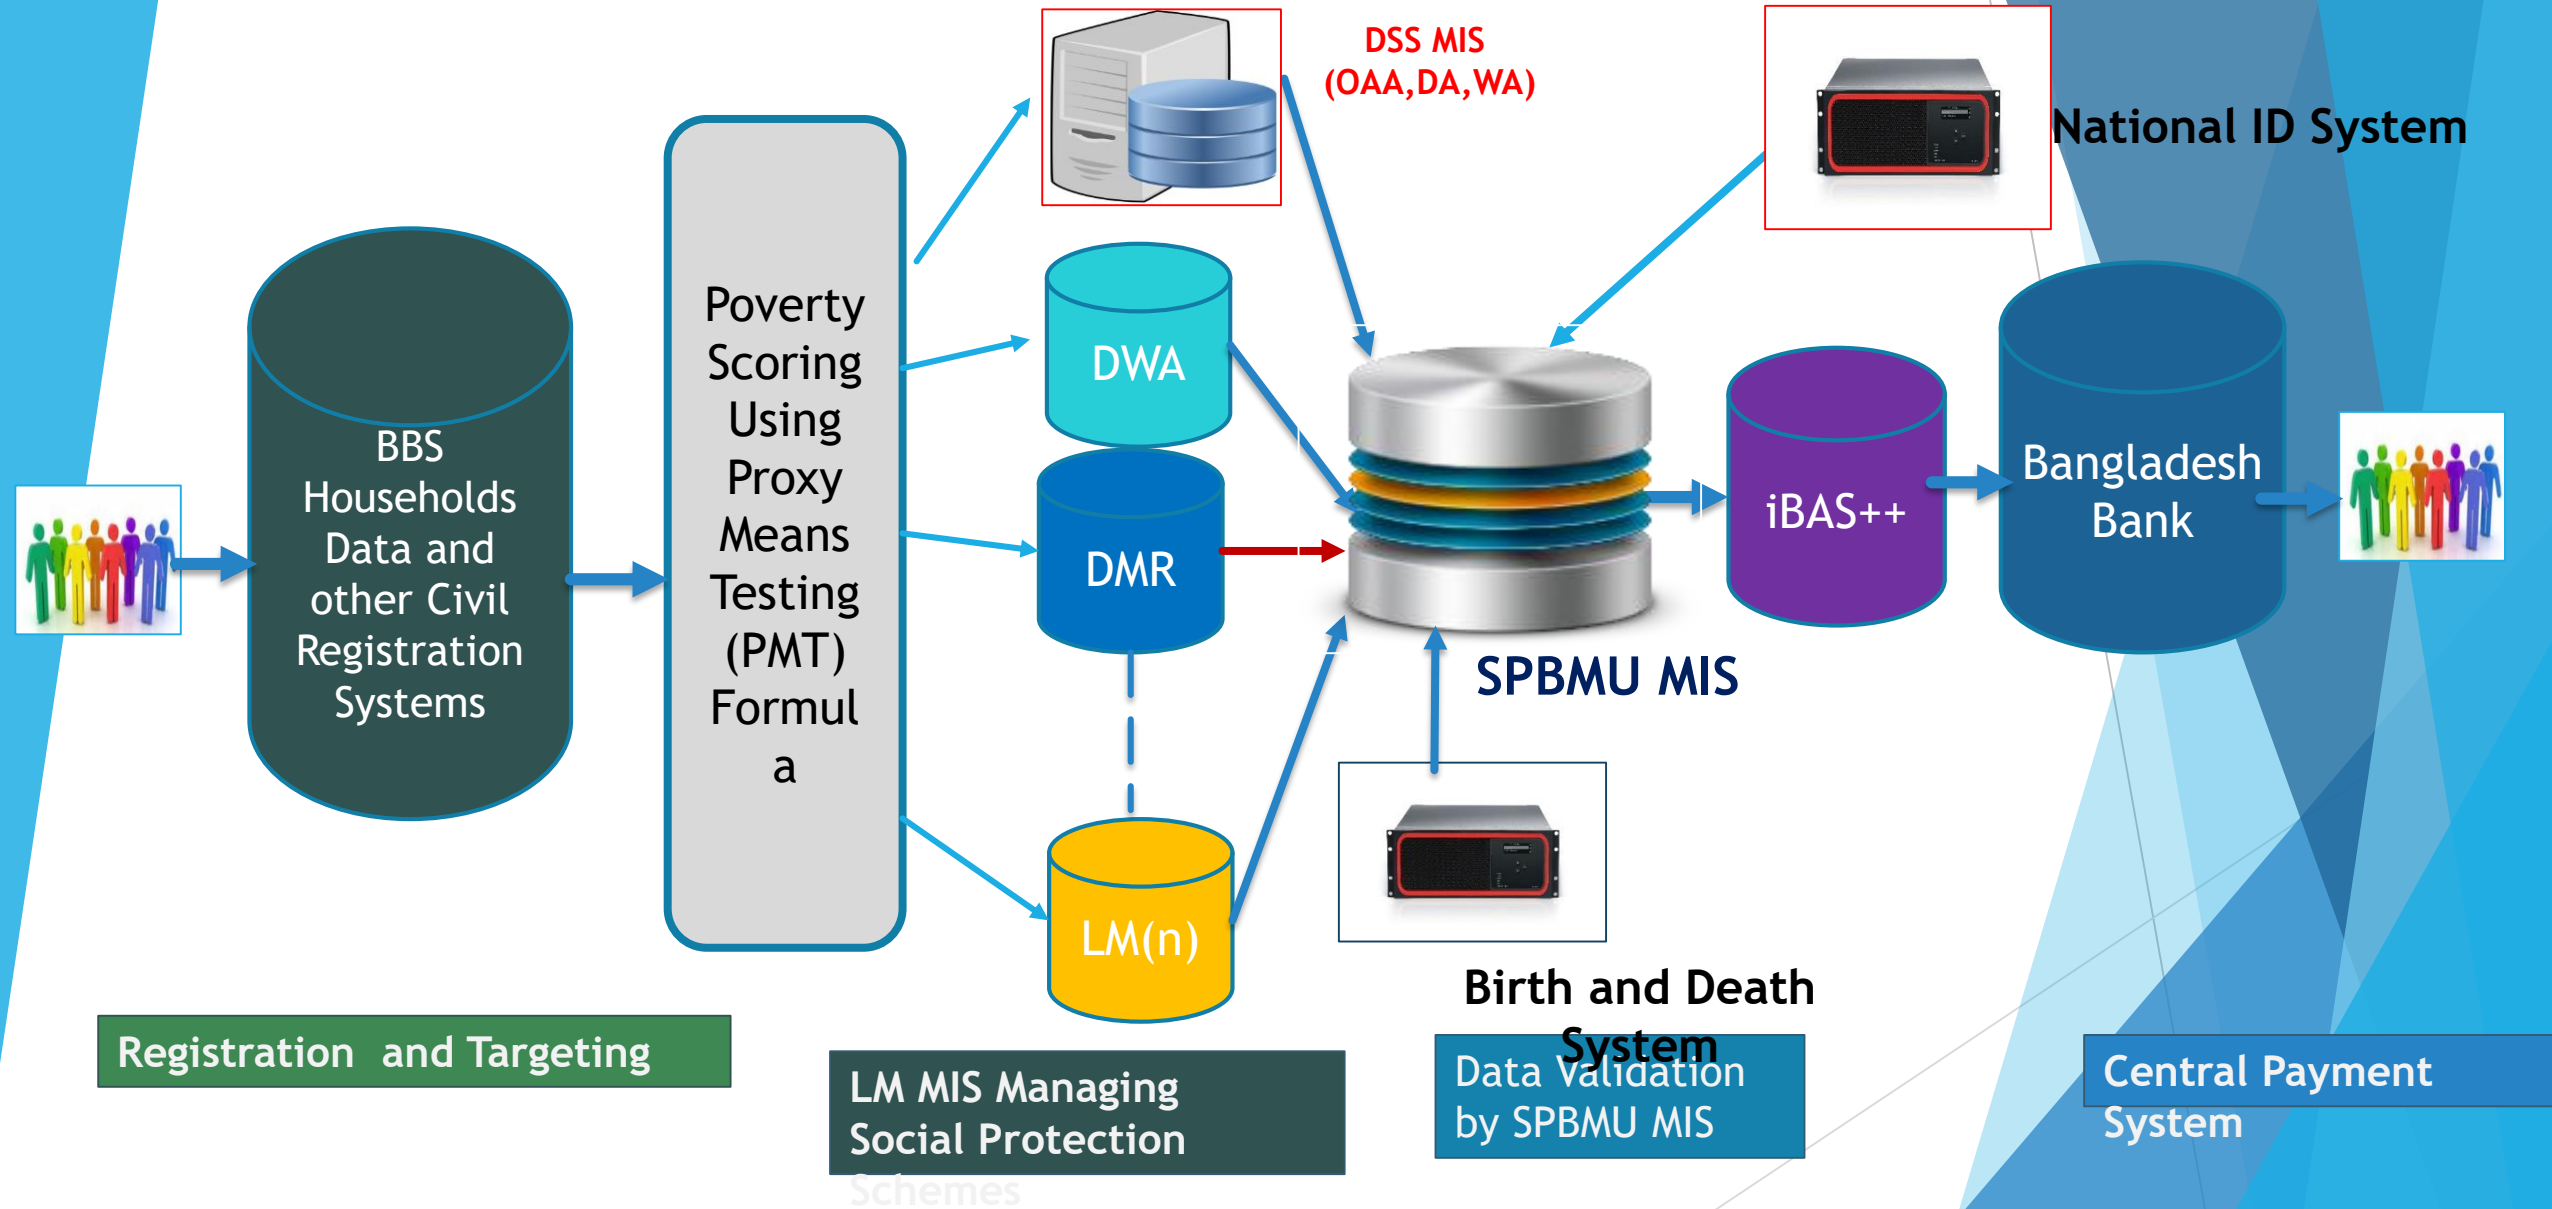 DSS MIS
(OAA,DA,WA)
National ID System
BBS
Households
Data and
other Civil
Registration
Systems
Poverty
Scoring
Using
Proxy
Means
Testing
(PMT)
Formul
a
DWA
DMR
LM(n)
SPBMU MIS
iBAS++
Bangladesh
Bank
Birth and Death
System
Registration  and Targeting
LM MIS Managing
Social Protection
Schemes
Data Validation
by SPBMU MIS
Central Payment
System